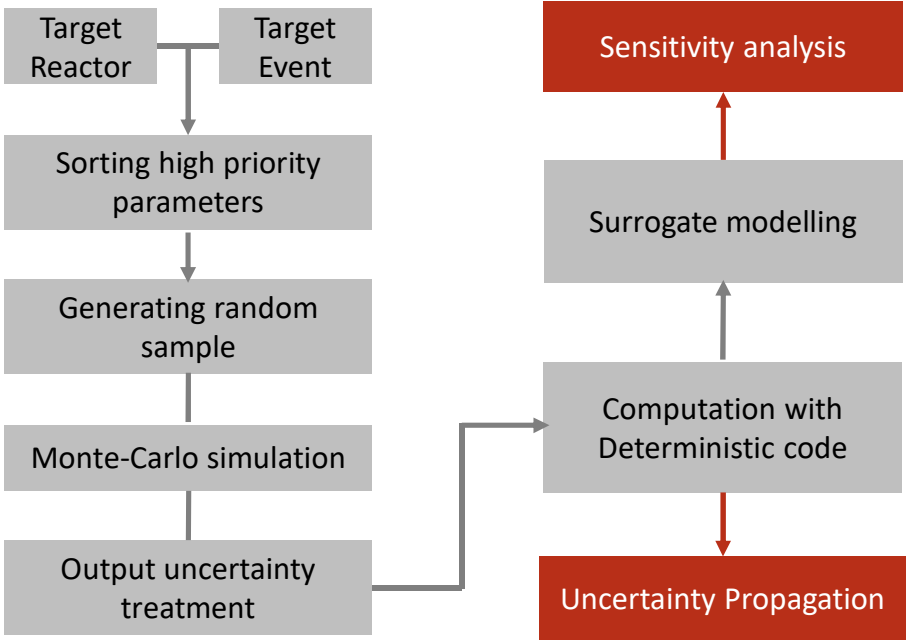 Target
Reactor
Target
Event
Sorting high priority
parameters
Generating random
sample
Monte-Carlo simulation
Output uncertainty
treatment
Computation with
Deterministic code
Surrogate modelling
Sensitivity analysis
Uncertainty Propagation